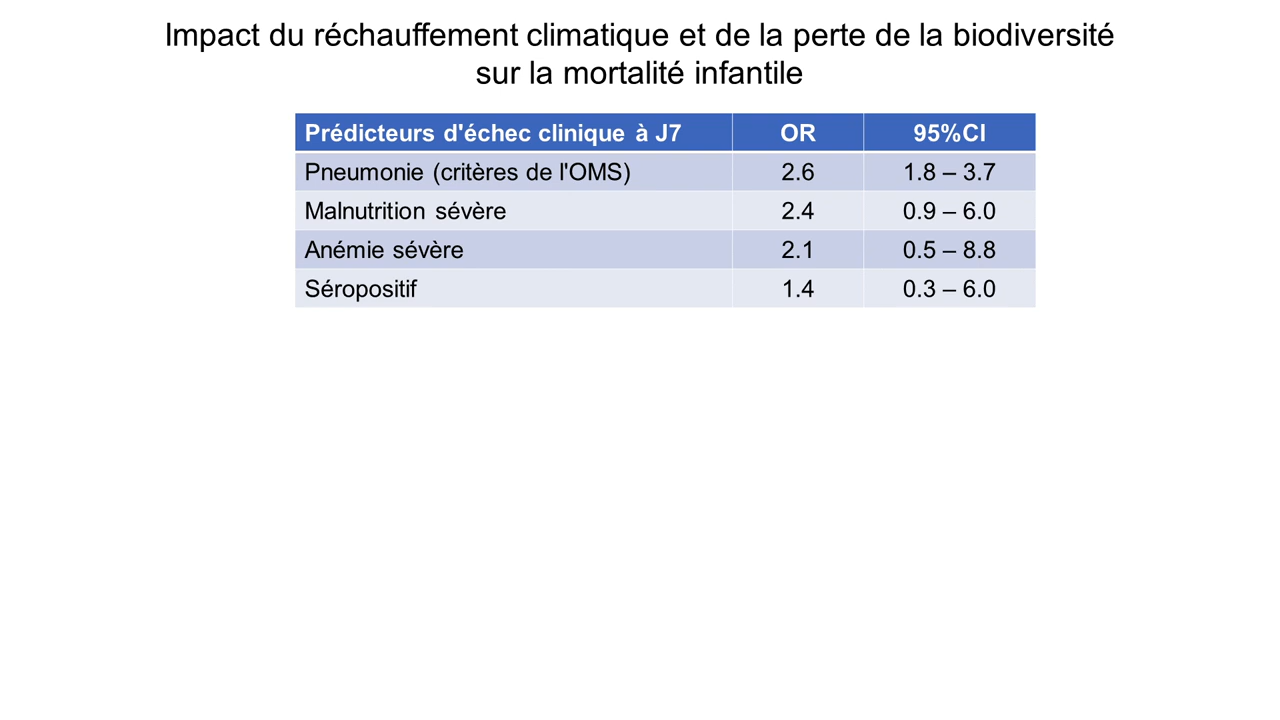 Impact du réchauffement climatique et de la perte de la biodiversité
sur la mortalité infantile
Prédicteurs d'échec clinique à J7 OR 95%CI
Pneumonie (critères de l'OMS) 2.6 1.8 – 3.7
Malnutrition sévère 2.4 0.9 – 6.0
Anémie sévère 2.1 0.5 – 8.8
Séropositif 1.4 0.3 – 6.0